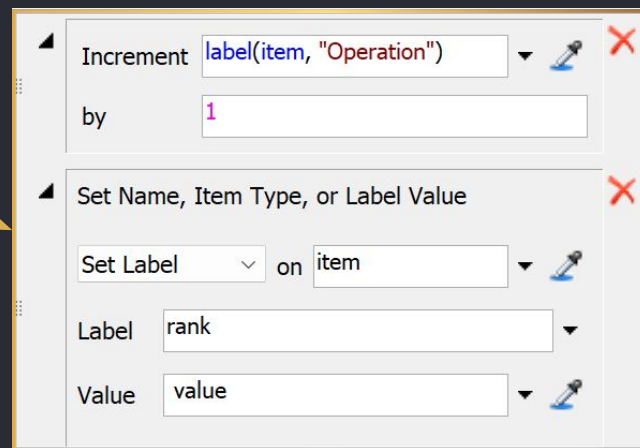 Increment label(item, "Operation")
by 1
Set Name, Item Type, or Label Value
Set Label on item
Label rank
Value value